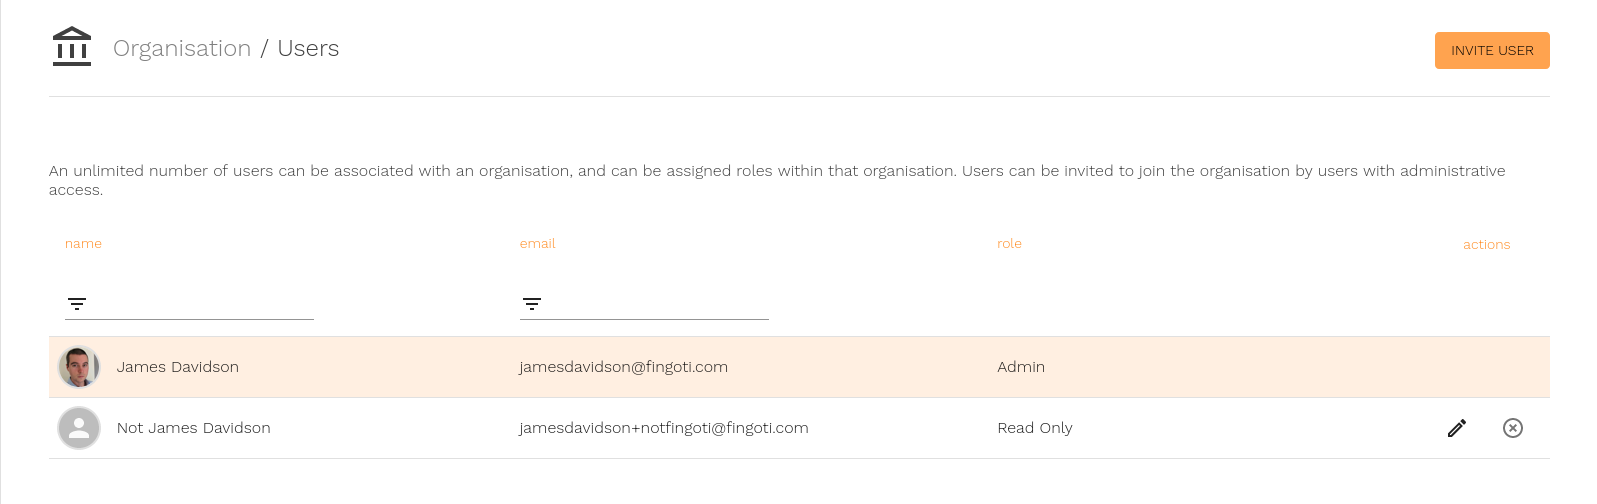 Organisation / Users
INVITE USER
An unlimited number of users can be associated with an organisation, and can be assigned roles within that organisation. Users can be invited to join the organisation by users with administrative
access.
name email role actions
James Davidson jamesdavidson@fingoti.com Admin
Not James Davidson jamesdavidson+notfingoti@fingoti.com Read Only